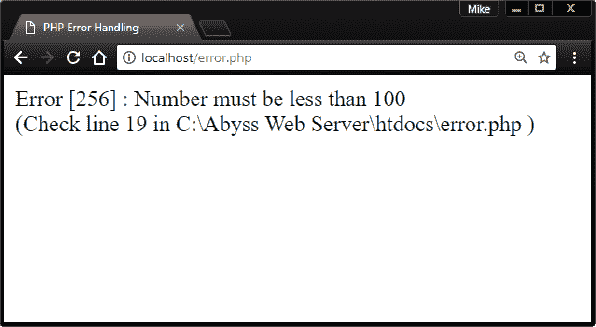 Mike
PHP Error Handling
localhost/error.php
Error [256] : Number must be less than 100
(Check line 19 in C:\Abyss Web Server\htdocs\error.php )